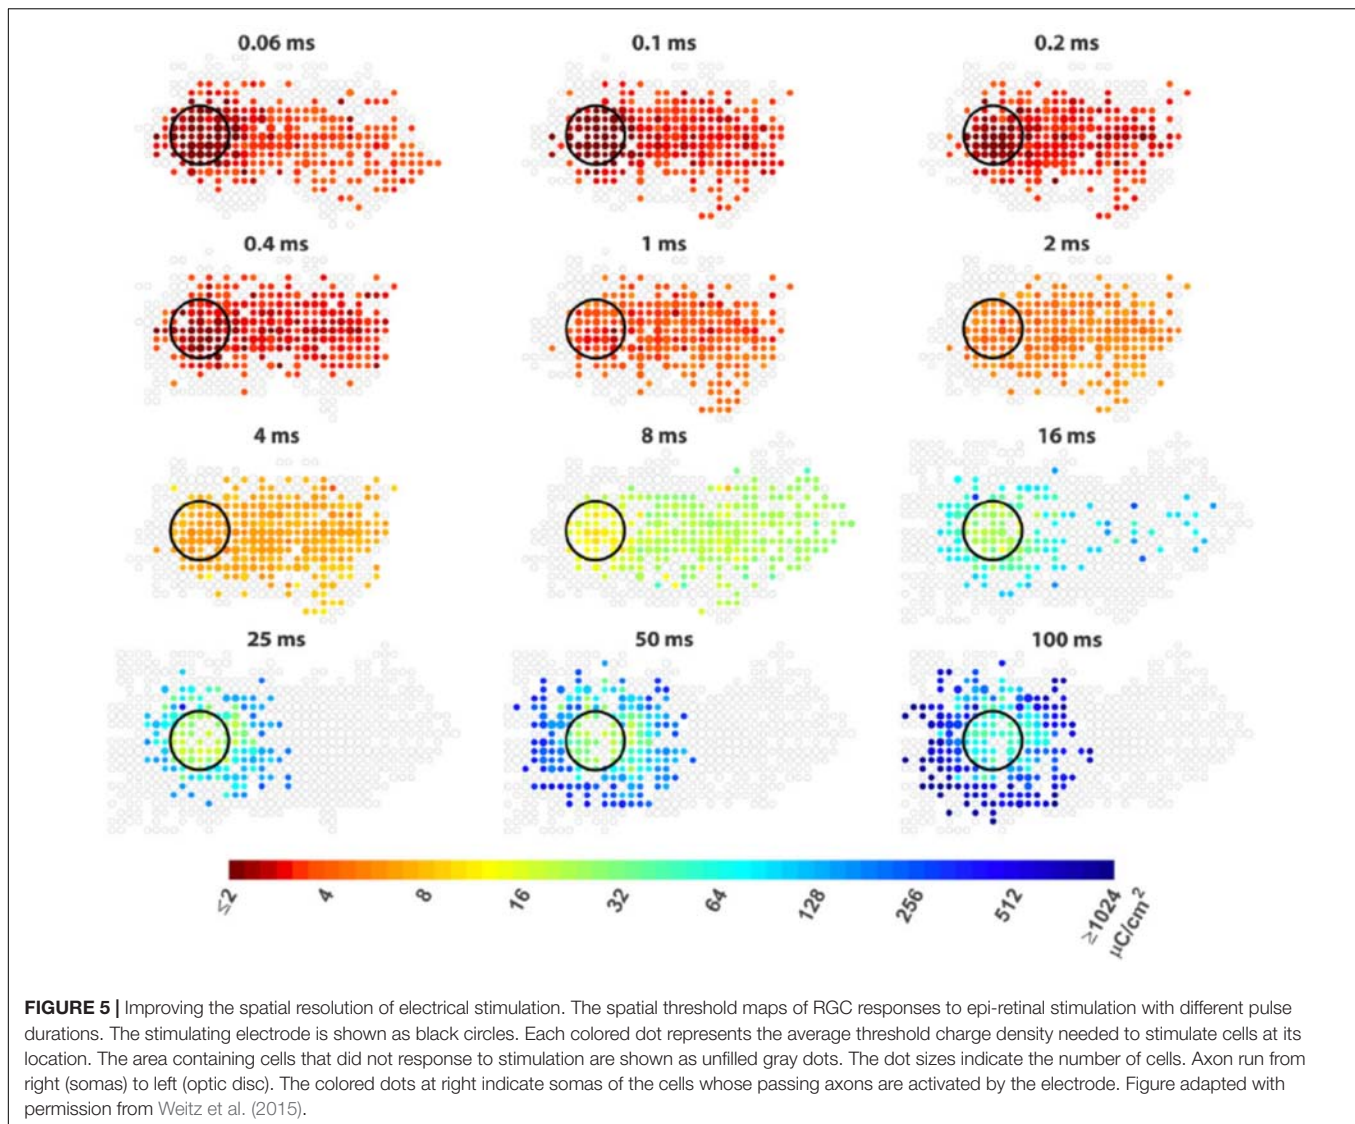 0.06 ms 0.1 ms 0.2 ms
0.4 ms 1 ms 2 ms
4 ms 8 ms 16 ms
25 ms 50 ms 100 ms
≤2 4 8 16 32 64 128 256 512 ≥1024
μC/cm²
FIGURE 5 | Improving the spatial resolution of electrical stimulation. The spatial threshold maps of RGC responses to epi-retinal stimulation with different pulse
durations. The stimulating electrode is shown as black circles. Each colored dot represents the average threshold charge density needed to stimulate cells at its
location. The area containing cells that did not response to stimulation are shown as unfilled gray dots. The dot sizes indicate the number of cells. Axon run from
right (somas) to left (optic disc). The colored dots at right indicate somas of the cells whose passing axons are activated by the electrode. Figure adapted with
permission from Weitz et al. (2015).